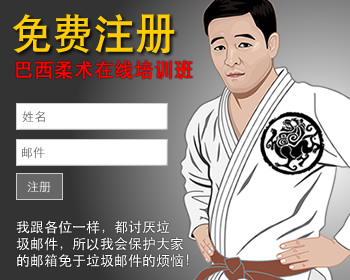 免费注册
巴西柔术在线培训班
姓名
邮件
注册
我跟各位一样，都讨厌垃
圾邮件，所以我会保护大家
的邮箱免于垃圾邮件的烦恼！